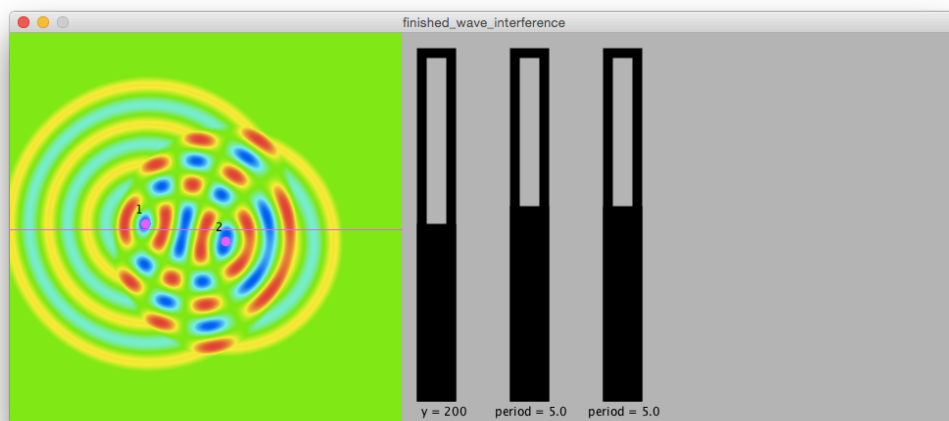 finished_wave_interference
1
2
y = 200
period = 5.0
period = 5.0